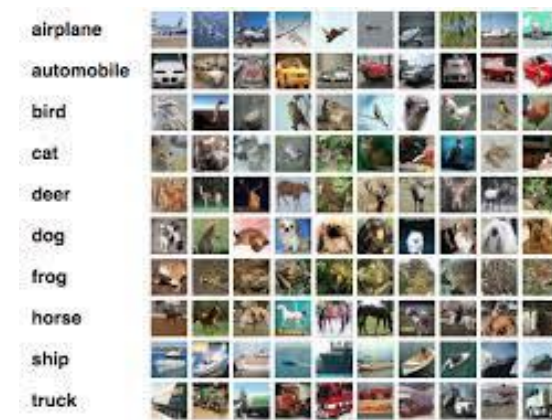 airplane
automobile
bird
cat
deer
dog
frog
horse
ship
truck